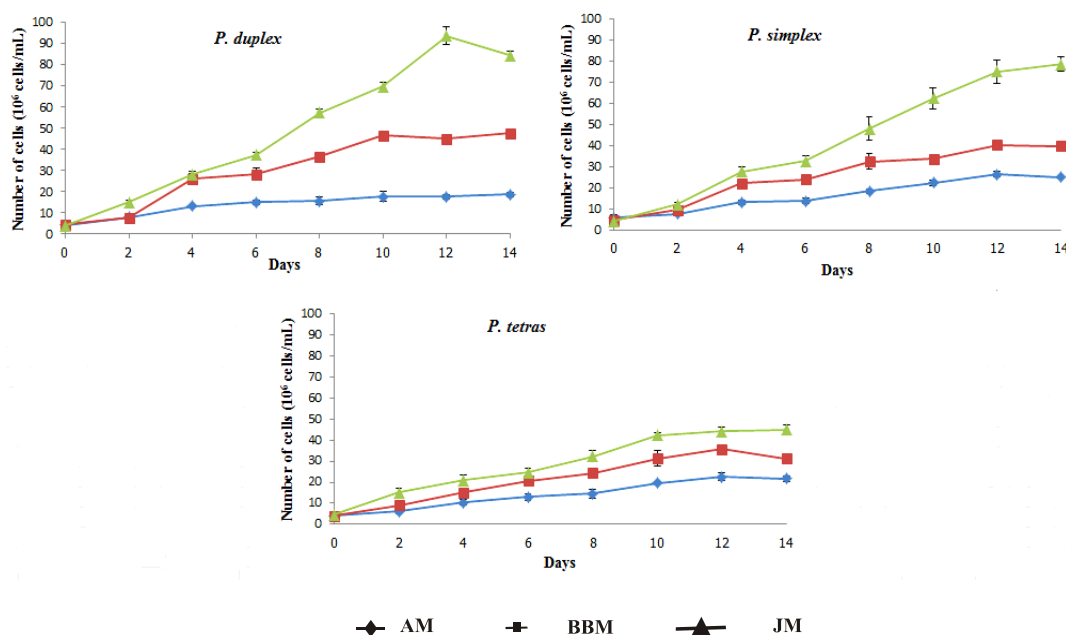 P. duplex
Number of cells (10⁶ cells/mL)
100
90
80
70
60
50
40
30
20
10
0
0 2 4 6 8 10 12 14
Days
P. simplex
Number of cells (10⁶ cells/mL)
100
90
80
70
60
50
40
30
20
10
0
0 2 4 6 8 10 12 14
Days
P. tetras
Number of cells (10⁶ cells/mL)
100
90
80
70
60
50
40
30
20
10
0
0 2 4 6 8 10 12 14
Days
AM BBM JM